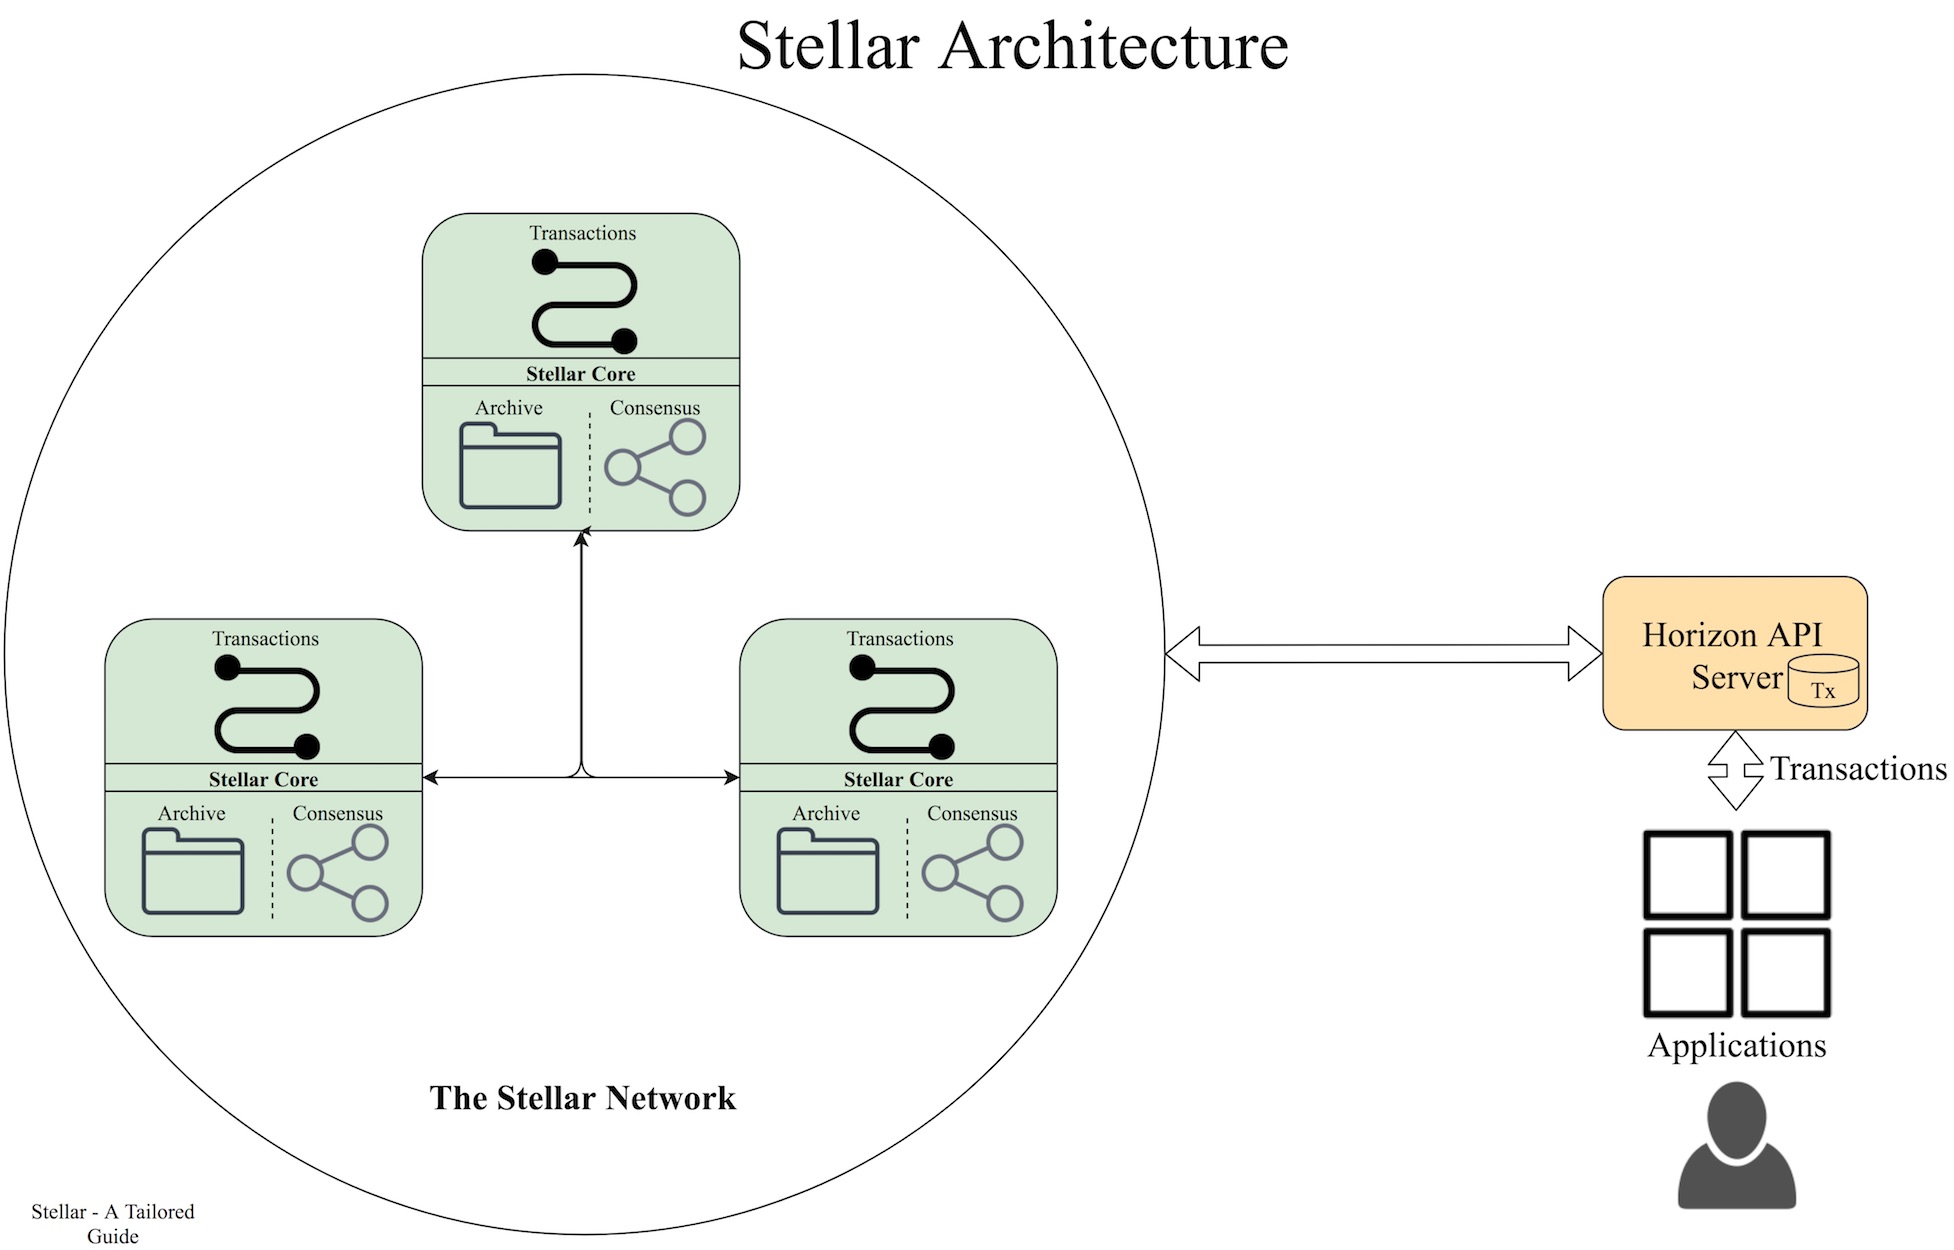 Stellar Architecture
Transactions
Stellar Core
Archive
Consensus
Transactions
Stellar Core
Archive
Consensus
Transactions
Stellar Core
Archive
Consensus
The Stellar Network
Horizon API
Server
Tx
Transactions
Applications
Stellar - A Tailored
Guide